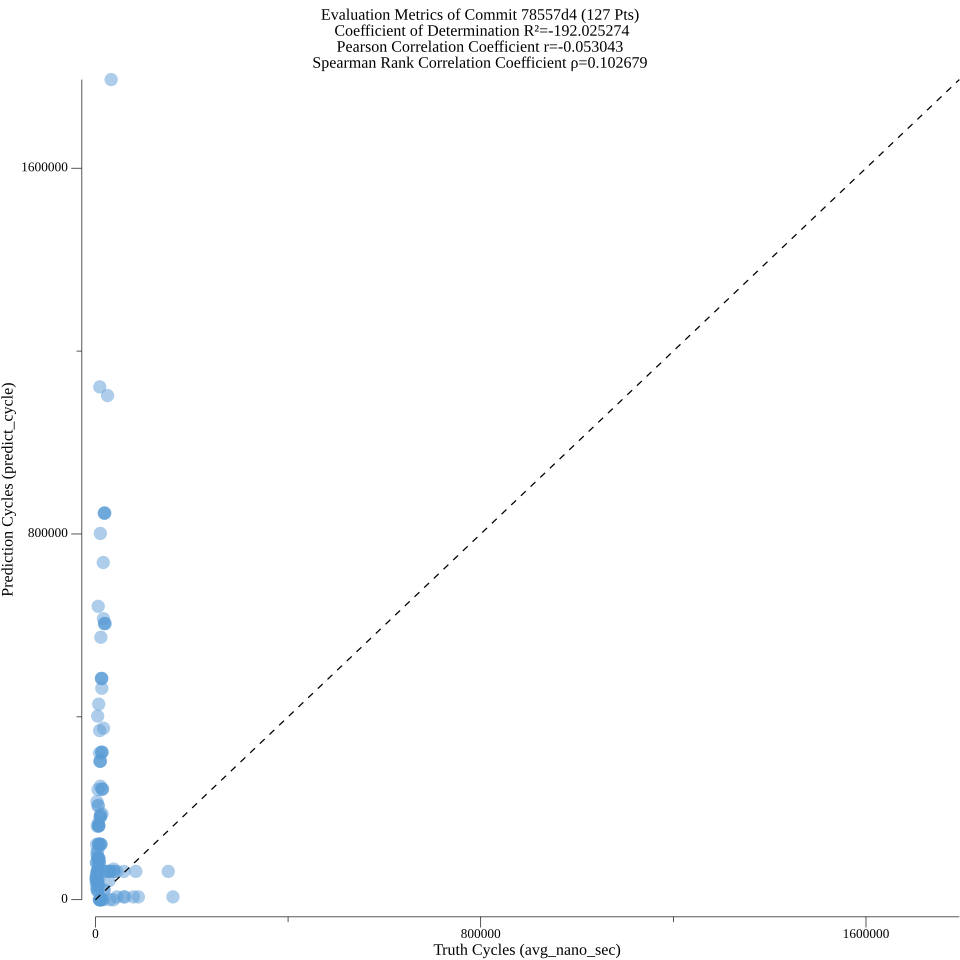 Evaluation Metrics of Commit 78557d4 (127 Pts)
Coefficient of Determination R²=-192.025274
Pearson Correlation Coefficient r=-0.053043
Spearman Rank Correlation Coefficient ρ=0.102679
1600000
800000
0
Prediction Cycles (predict_cycle)
0
800000
1600000
Truth Cycles (avg_nano_sec)